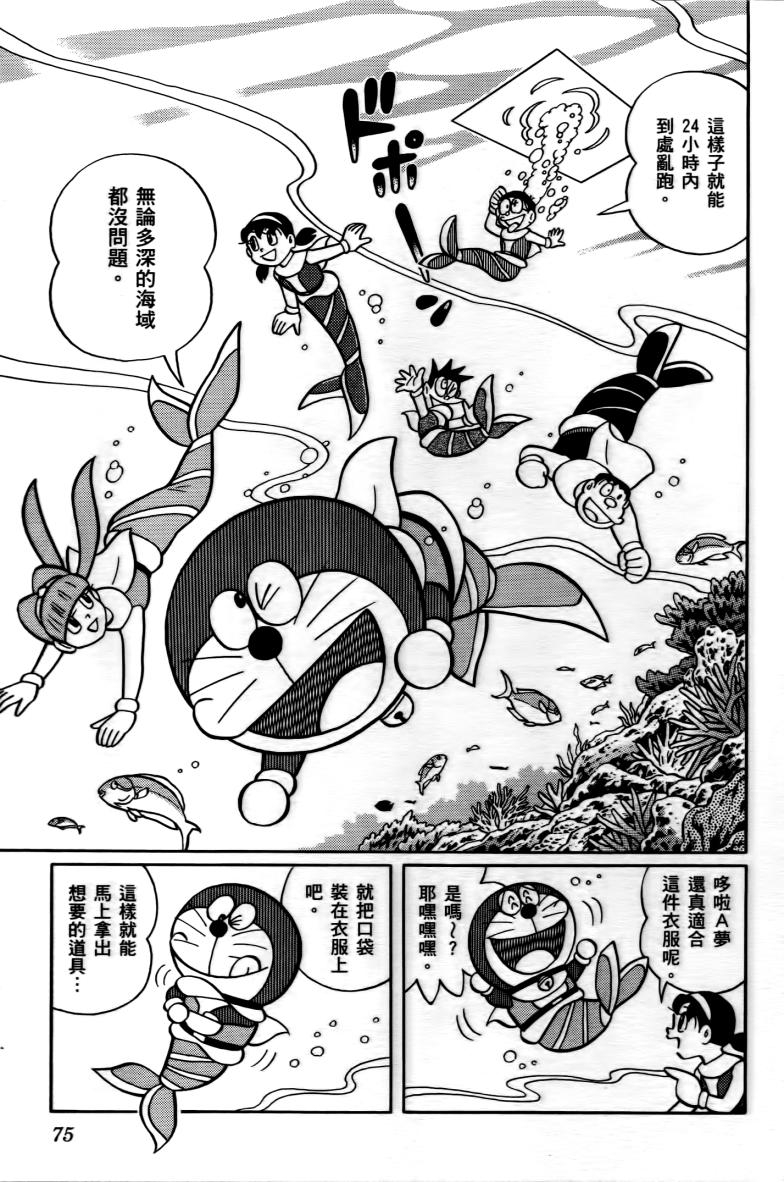 這樣子就能
24小時內
到處亂跑。
ドボーン
無論多深的海域
都沒問題。
哆啦A夢
還真適合
這件衣服呢。
是嗎～？
耶嘿嘿嘿。
就把口袋
裝在衣服上
吧。
這樣就能
馬上拿出
想要的道具…
75